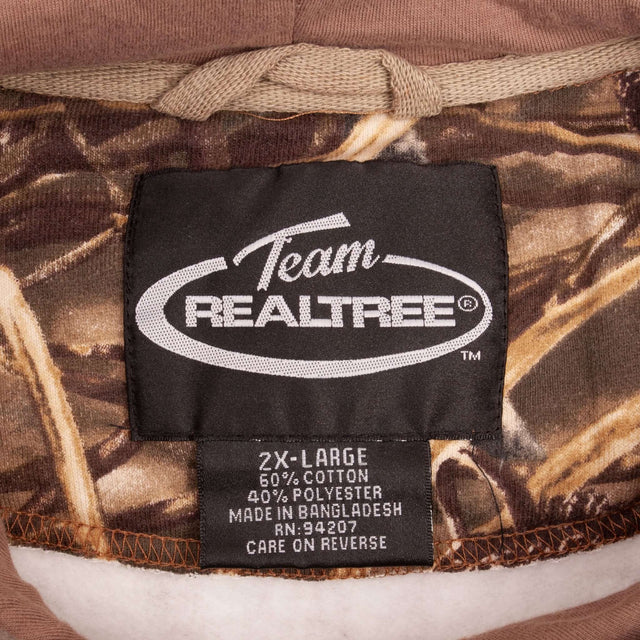 Team
REALTREE®
TM
2X-LARGE
60% COTTON
40% POLYESTER
MADE IN BANGLADESH
RN:94207
CARE ON REVERSE